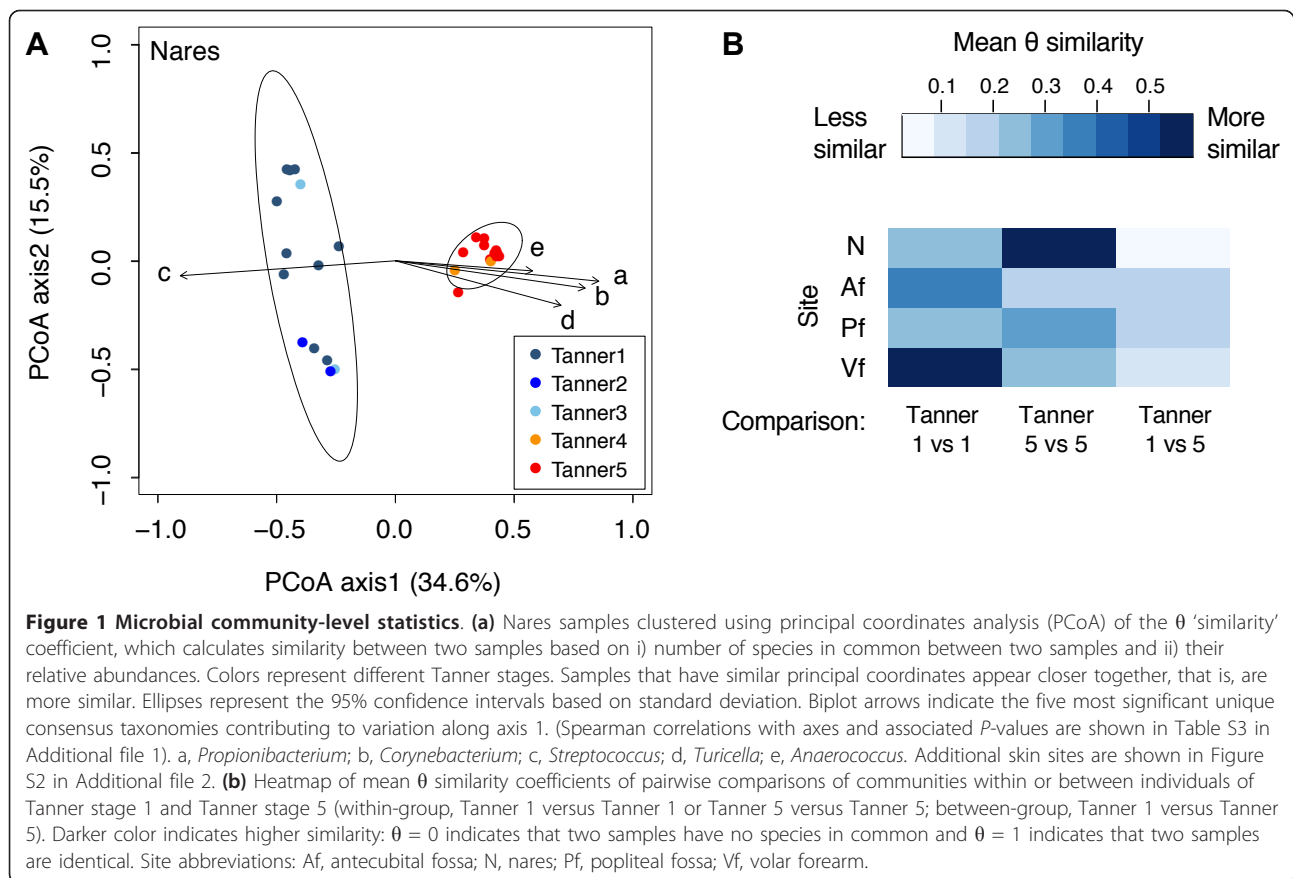 A
Nares
PCoA axis2 (15.5%)
1.0
0.5
0.0
−0.5
−1.0
c
e
a
b
d
Tanner1
Tanner2
Tanner3
Tanner4
Tanner5
−1.0 −0.5 0.0 0.5 1.0
PCoA axis1 (34.6%)
B
Mean θ similarity
0.1 0.2 0.3 0.4 0.5
Less similar
More similar
Site
N
Af
Pf
Vf
Comparison:
Tanner 1 vs 1
Tanner 5 vs 5
Tanner 1 vs 5
Figure 1 Microbial community-level statistics. (a) Nares samples clustered using principal coordinates analysis (PCoA) of the θ ‘similarity’
coefficient, which calculates similarity between two samples based on i) number of species in common between two samples and ii) their
relative abundances. Colors represent different Tanner stages. Samples that have similar principal coordinates appear closer together, that is, are
more similar. Ellipses represent the 95% confidence intervals based on standard deviation. Biplot arrows indicate the five most significant unique
consensus taxonomies contributing to variation along axis 1. (Spearman correlations with axes and associated P-values are shown in Table S3 in
Additional file 1). a, Propionibacterium; b, Corynebacterium; c, Streptococcus; d, Turicella; e, Anaerococcus. Additional skin sites are shown in Figure
S2 in Additional file 2. (b) Heatmap of mean θ similarity coefficients of pairwise comparisons of communities within or between individuals of
Tanner stage 1 and Tanner stage 5 (within-group, Tanner 1 versus Tanner 1 or Tanner 5 versus Tanner 5; between-group, Tanner 1 versus Tanner
5). Darker color indicates higher similarity: θ = 0 indicates that two samples have no species in common and θ = 1 indicates that two samples
are identical. Site abbreviations: Af, antecubital fossa; N, nares; Pf, popliteal fossa; Vf, volar forearm.